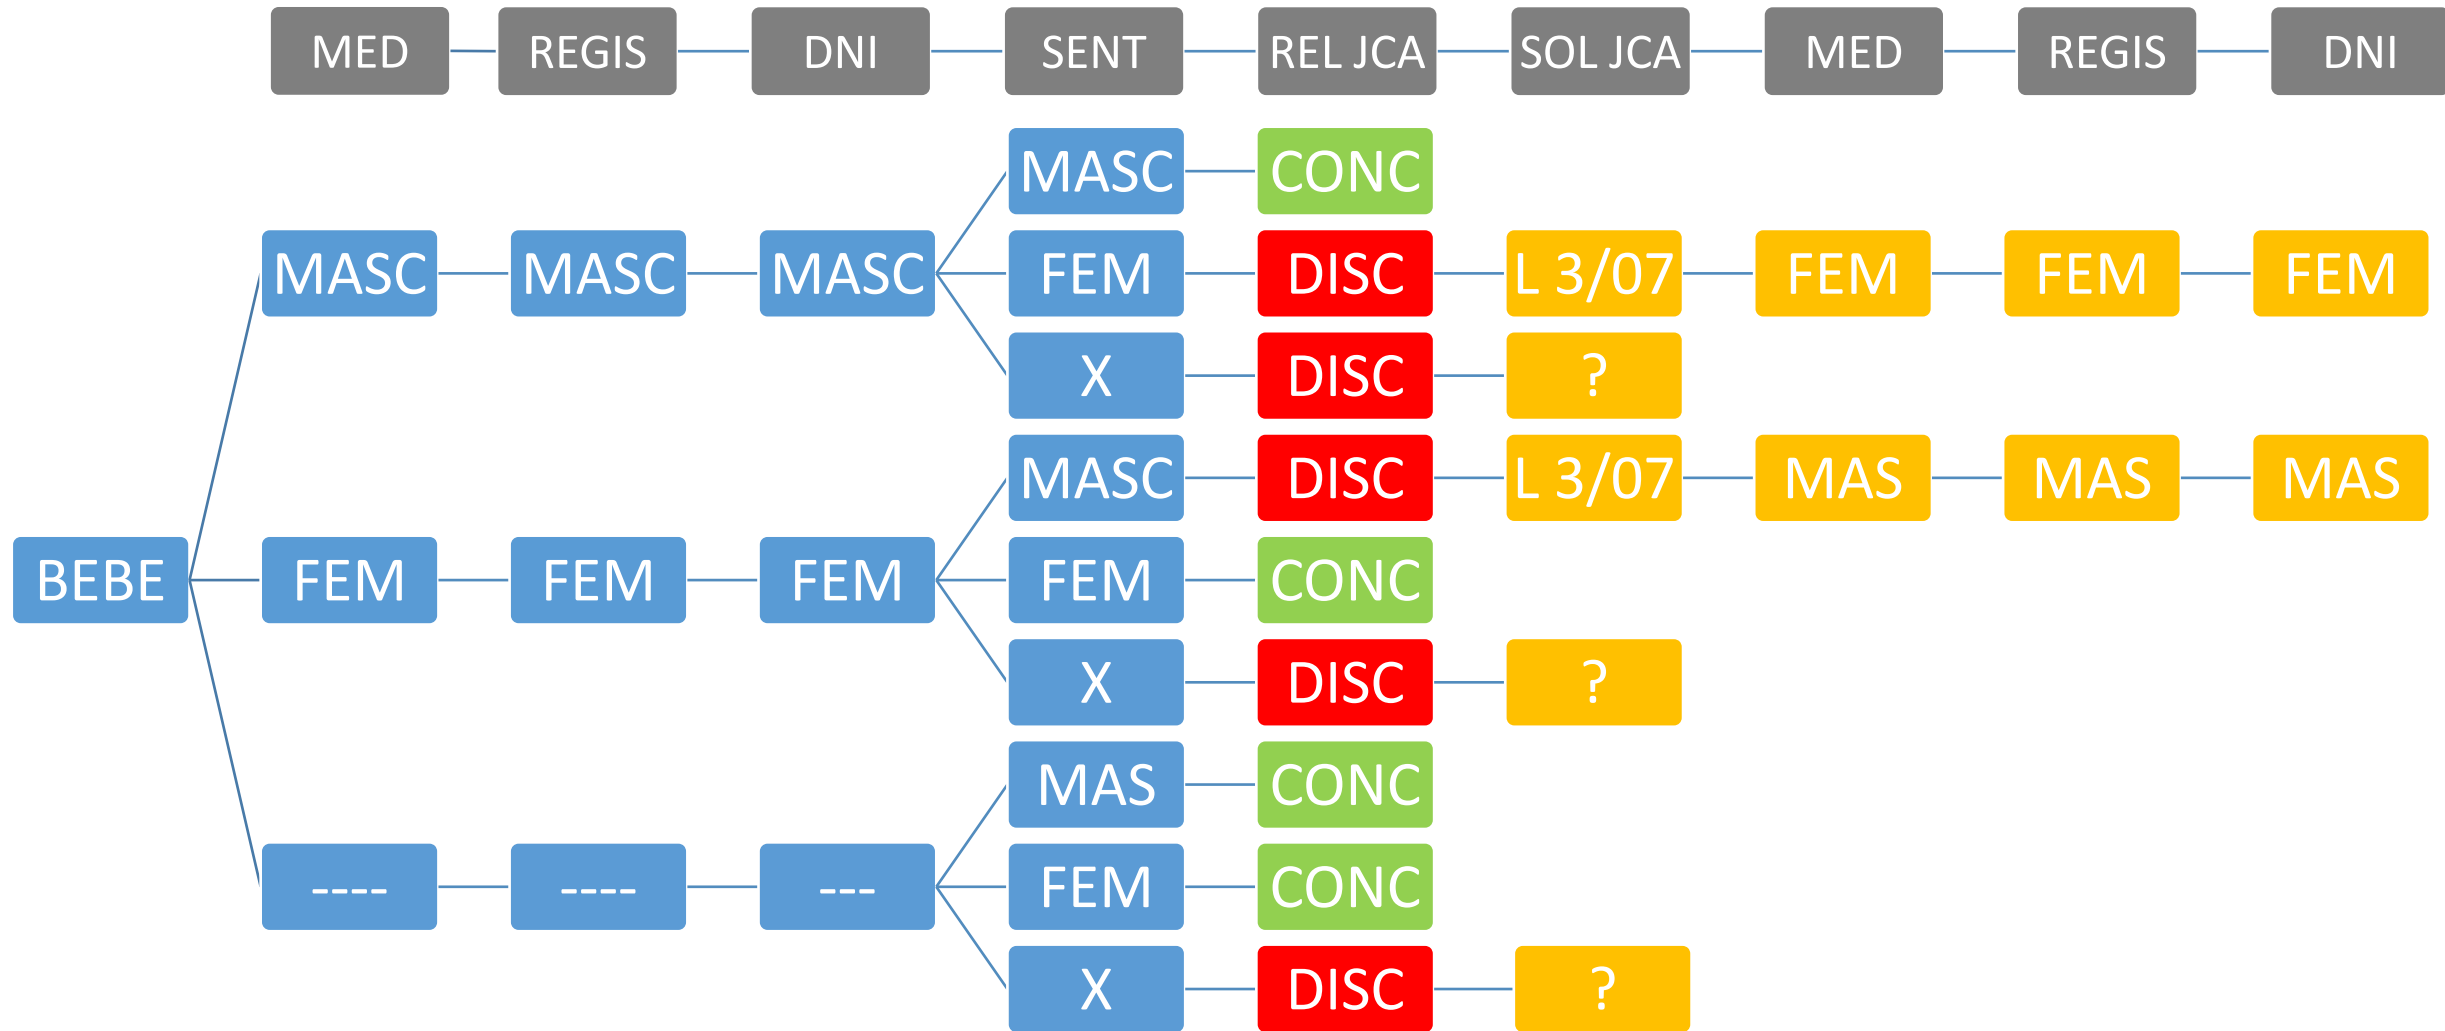 MED REGIS DNI SENT REL JCA SOL JCA MED REGIS DNI
MASC CONC
MASC MASC MASC FEM DISC L 3/07 FEM FEM FEM
X DISC ?
MASC DISC L 3/07 MAS MAS MAS
BEBE FEM FEM FEM FEM CONC
X DISC ?
MAS CONC
---- ---- --- FEM CONC
X DISC ?